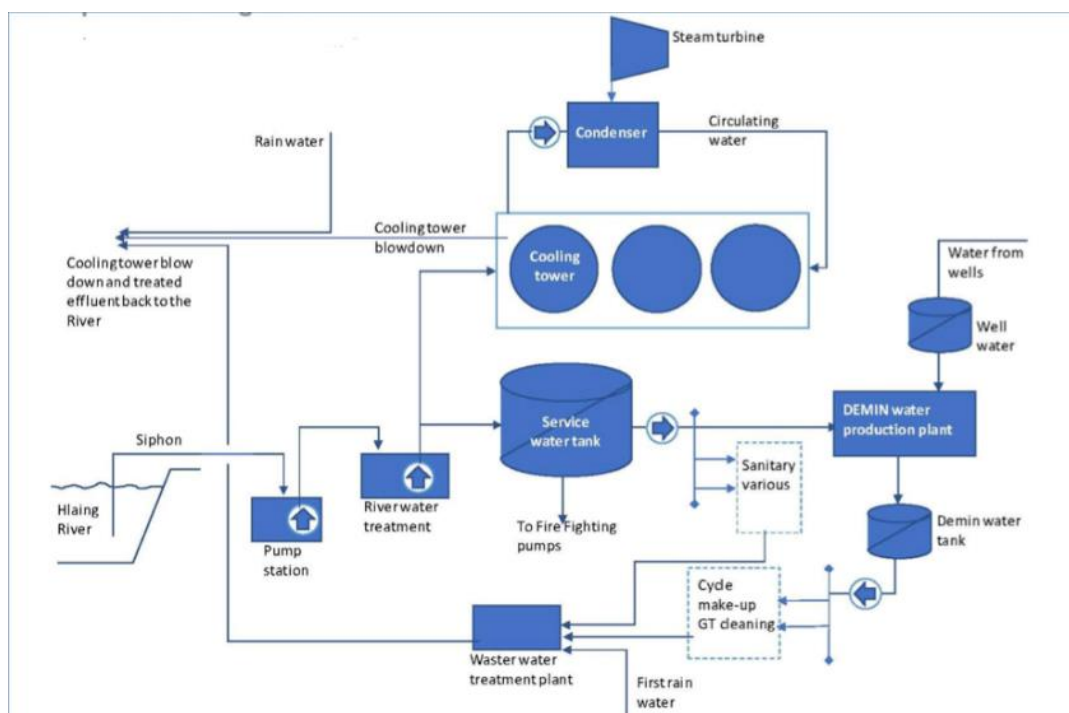 Steam turbine
Condenser
Circulating
water
Rain water
Cooling tower
blowdown
Cooling
tower
Water from
wells
Cooling tower blow
down and treated
effluent back to the
River
Well
water
Service
water tank
DEMIN water
production plant
Siphon
Sanitary
various
Hlaing
River
River water
treatment
To Fire Fighting
pumps
Demin water
tank
Pump
station
Cycle
make-up
GT cleaning
Waster water
treatment plant
First rain
water